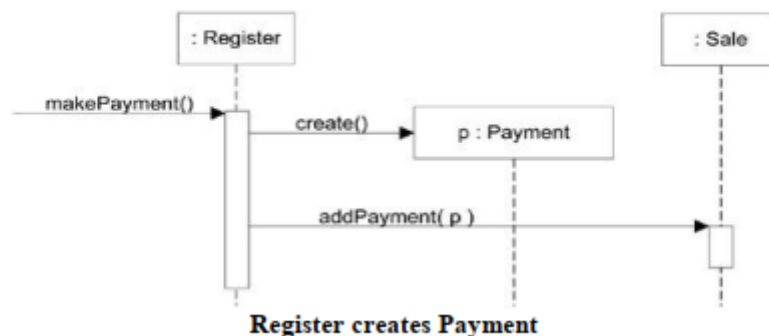 : Register
: Sale
makePayment()
create()
p : Payment
addPayment( p )
Register creates Payment